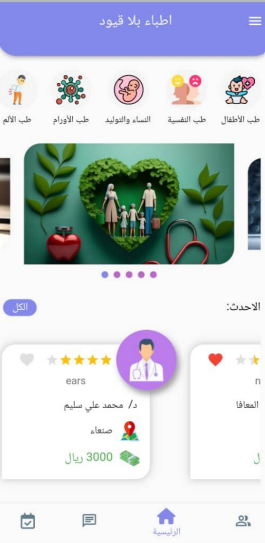 اطباء بلا قيود
طب الأطفال
طب النفسية
النساء والتوليد
طب الأورام
طب الألم
الاحدث:
الكل
ears
د/ محمد علي سليم
صنعاء
3000 ريال
n
المعافا
ل
الرئيسية